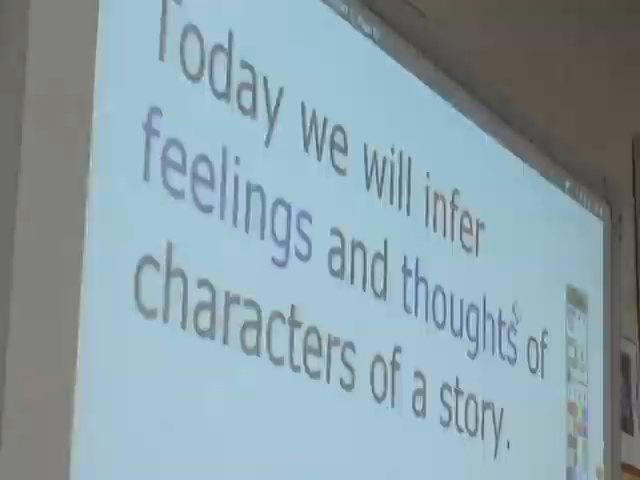 Today we will infer
feelings and thoughts of
characters of a story.